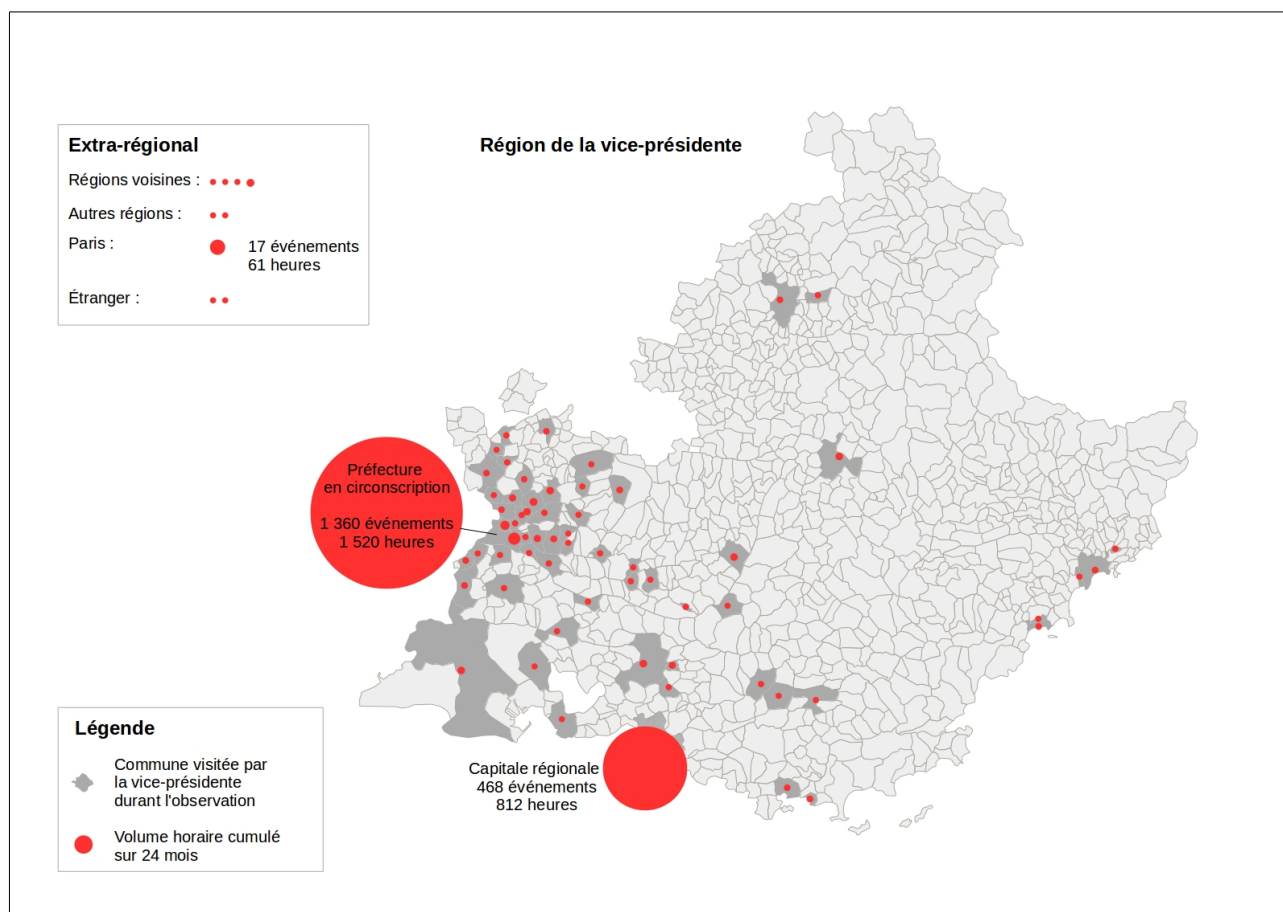 Région de la vice-présidente
Extra-régional
Régions voisines :
Autres régions :
Paris :
17 événements
61 heures
Étranger :
Préfecture
en circonscription
1 360 événements
1 520 heures
Capitale régionale
468 événements
812 heures
Légende
Commune visitée par
la vice-présidente
durant l'observation
Volume horaire cumulé
sur 24 mois